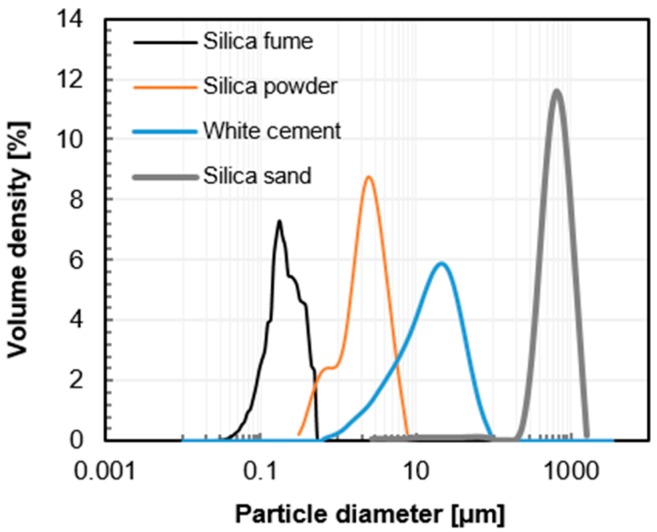 Volume density [%]
14
12
10
8
6
4
2
0
Silica fume
Silica powder
White cement
Silica sand
0.001
0.1
10
1000
Particle diameter [µm]